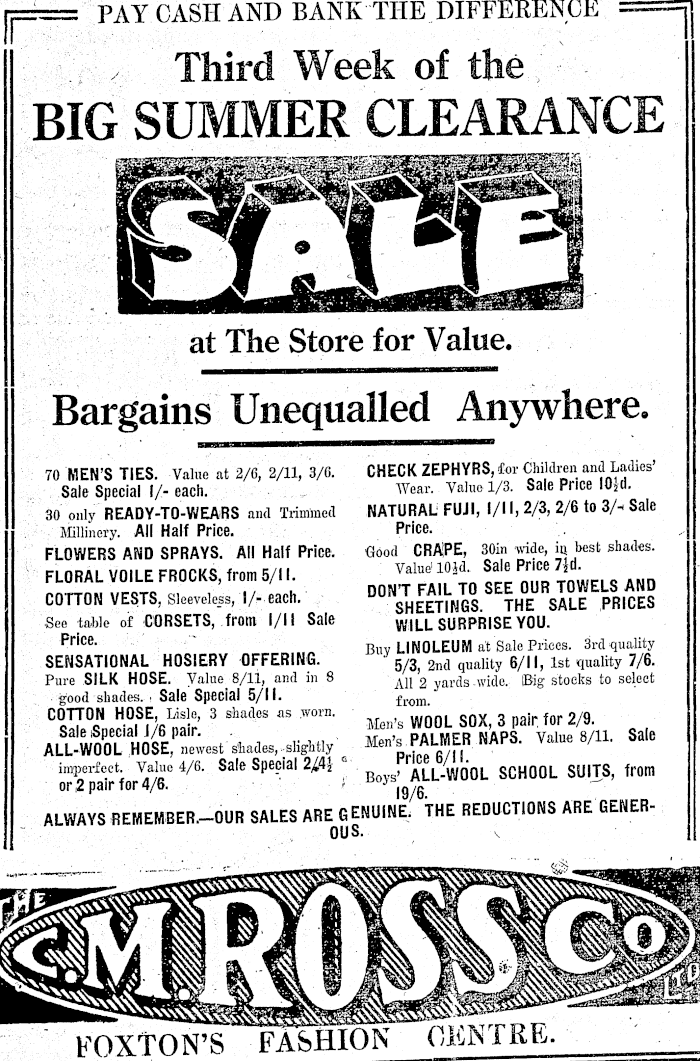 PAY CASH AND BANK THE DIFFERENCE
Third Week of the
BIG SUMMER CLEARANCE
SALE
at The Store for Value.
Bargains Unequalled Anywhere.
70 MEN'S TIES. Value at 2/6, 2/11, 3/6.
Sale Special 1/- each.
30 only READY-TO-WEARS and Trimmed
Millinery. All Half Price.
FLOWERS AND SPRAYS. All Half Price.
FLORAL VOILE FROCKS, from 5/11.
COTTON VESTS, Sleeveless, 1/- each.
See table of CORSETS, from 1/11 Sale
Price.
SENSATIONAL HOSIERY OFFERING.
Pure SILK HOSE. Value 8/11, and in 8
good shades. Sale Special 5/11.
COTTON HOSE, Lisle, 3 shades as worn.
Sale Special 1/6 pair.
ALL-WOOL HOSE, newest shades, slightly
imperfect. Value 4/6. Sale Special 2/4½
or 2 pair for 4/6.
CHECK ZEPHYRS, for Children and Ladies'
Wear. Value 1/3. Sale Price 10½d.
NATURAL FUJI, 1/11, 2/3, 2/6 to 3/- Sale
Price.
Good CRAPE, 30in wide, in best shades.
Value 10½d. Sale Price 7½d.
DON'T FAIL TO SEE OUR TOWELS AND
SHEETINGS. THE SALE PRICES
WILL SURPRISE YOU.
Buy LINOLEUM at Sale Prices. 3rd quality
5/3, 2nd quality 6/11, 1st quality 7/6.
All 2 yards wide. Big stocks to select
from.
Men's WOOL SOX, 3 pair for 2/9.
Men's PALMER NAPS. Value 8/11. Sale
Price 6/11.
Boys' ALL-WOOL SCHOOL SUITS, from
19/6.
ALWAYS REMEMBER.—OUR SALES ARE GENUINE. THE REDUCTIONS ARE GENER-
OUS.
THE
C.M. ROSS Co
LTD
FOXTON'S FASHION CENTRE.